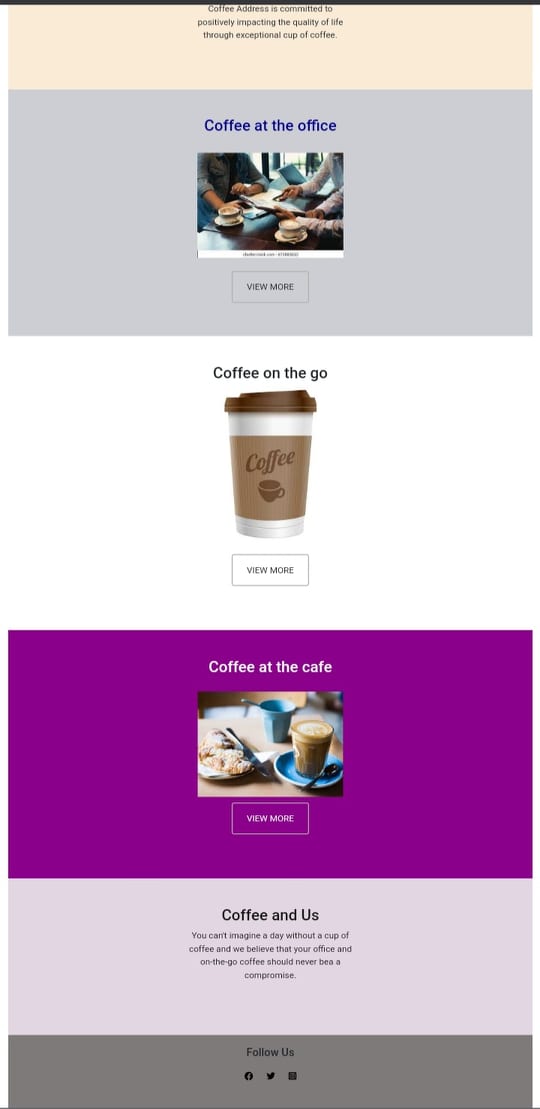 Coffee Address is committed to
positively impacting the quality of life
through exceptional cup of coffee.
Coffee at the office
VIEW MORE
Coffee on the go
Coffee
VIEW MORE
Coffee at the cafe
VIEW MORE
Coffee and Us
You can't imagine a day without a cup of
coffee and we believe that your office and
on-the-go coffee should never bea a
compromise.
Follow Us